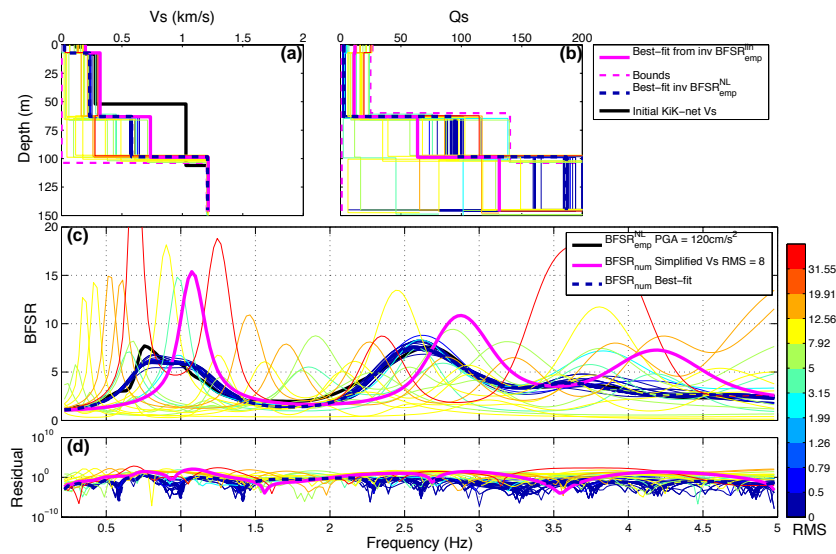 Vs (km/s)
0 0.5 1 1.5 2
Qs
0 50 100 150 200
(a)
(b)
Depth (m)
0
25
50
75
100
125
150
Best-fit from inv BFSR^lin_emp
Bounds
Best-fit inv BFSR^NL_emp
Initial KiK-net Vs
(c)
BFSR
20
15
10
5
0
BFSR^NL_emp PGA = 120cm/s²
BFSR_num Simplified Vs RMS = 8
BFSR_num Best-fit
31.55
19.91
12.56
7.92
5
3.15
1.99
1.26
0.79
0.5
0
RMS
(d)
Residual
10^10
10^0
10^−10
0.5 1 1.5 2 2.5 3 3.5 4 4.5 5
Frequency (Hz)